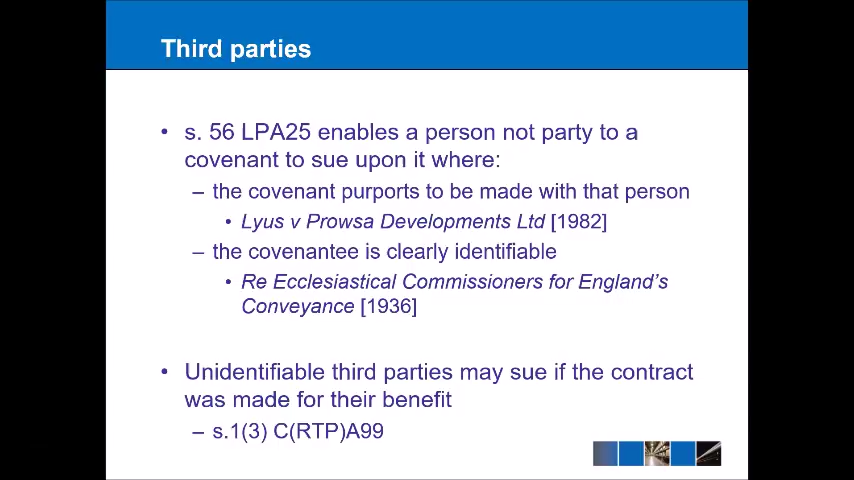 Third parties
• s. 56 LPA25 enables a person not party to a
covenant to sue upon it where:
– the covenant purports to be made with that person
• Lyus v Prowsa Developments Ltd [1982]
– the covenantee is clearly identifiable
• Re Ecclesiastical Commissioners for England's
Conveyance [1936]
• Unidentifiable third parties may sue if the contract
was made for their benefit
– s.1(3) C(RTP)A99